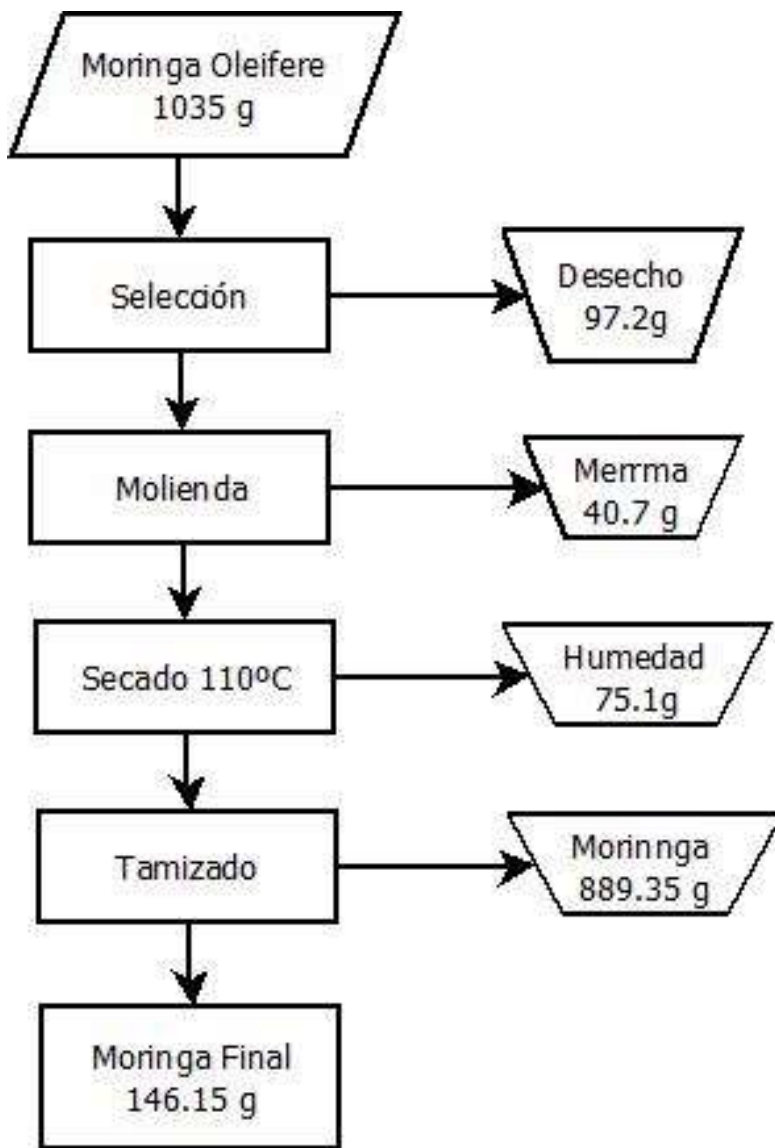 Moringa Oleifere
1035 g
Selección
Desecho
97.2g
Molienda
Merrma
40.7 g
Secado 110ºC
Humedad
75.1g
Tamizado
Morinnga
889.35 g
Moringa Final
146.15 g